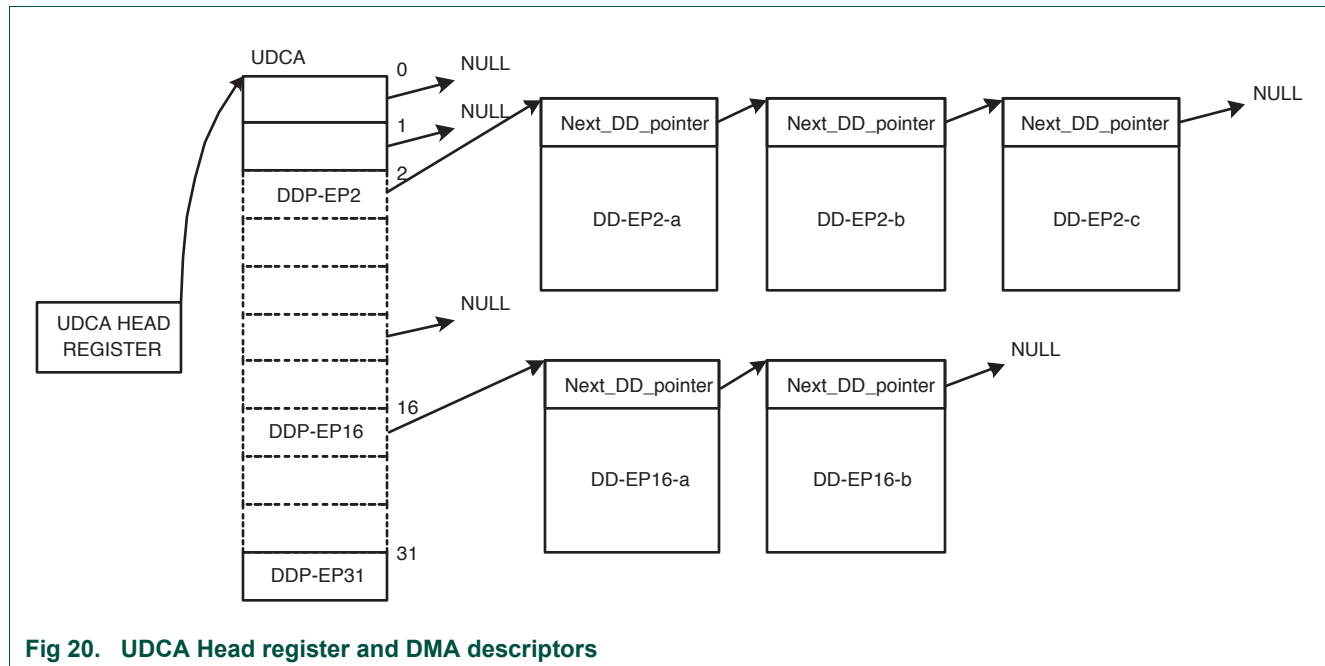 UDCA
0
NULL
1
NULL
2
DDP-EP2
Next_DD_pointer
DD-EP2-a
Next_DD_pointer
DD-EP2-b
Next_DD_pointer
DD-EP2-c
NULL
UDCA HEAD
REGISTER
NULL
16
DDP-EP16
Next_DD_pointer
DD-EP16-a
Next_DD_pointer
DD-EP16-b
NULL
31
DDP-EP31
Fig 20. UDCA Head register and DMA descriptors